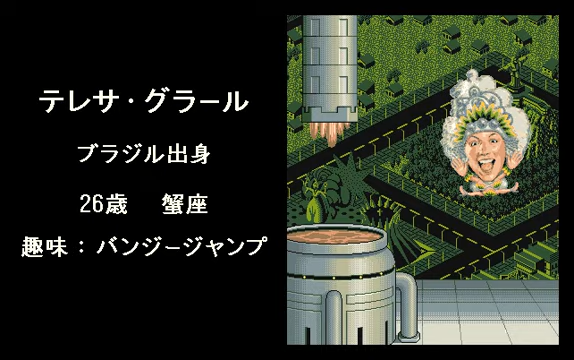 テレサ・グラール
ブラジル出身
26歳 蟹座
趣味：バンジージャンプ